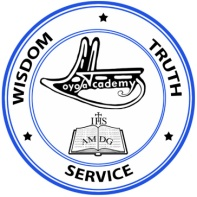 WISDOM
TRUTH
Loyola Academy
IHS
AM DG
SERVICE